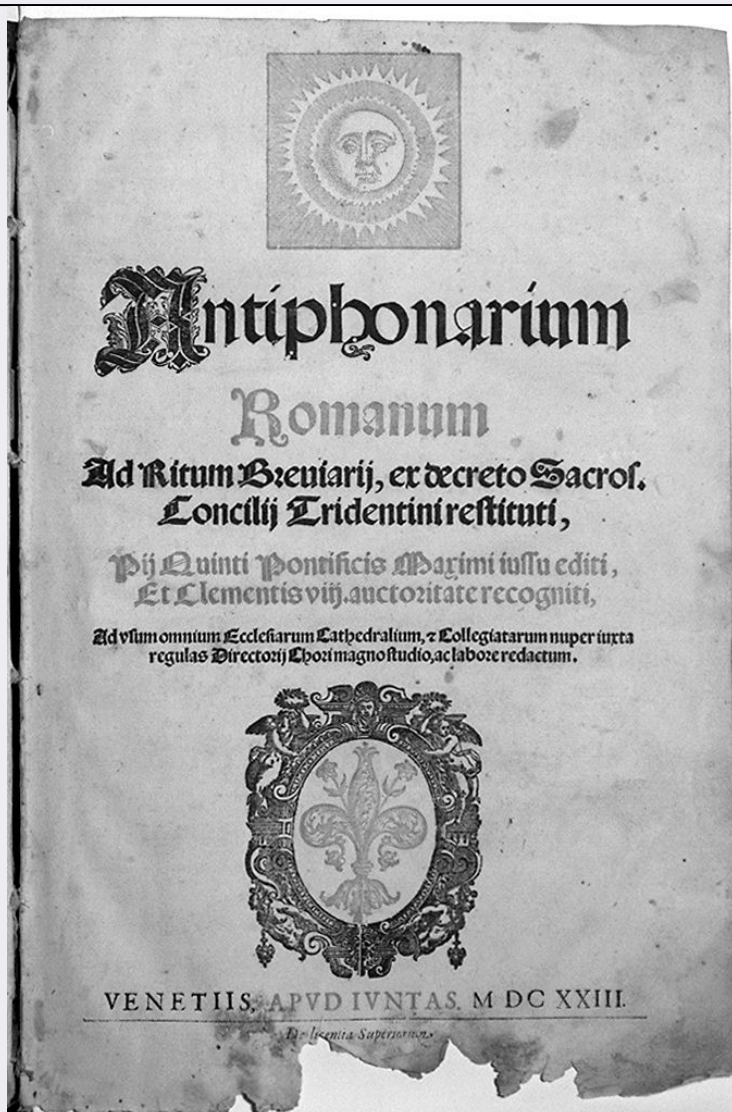 Antiphonarium
Romanum
Ad Ritum Breuiarij, ex decreto Sacros.
Concilij Tridentini restituti,
Pij Quinti Pontificis Maximi iussu editi,
Et Clementis viij. auctoritate recogniti,
Ad vsum omnium Ecclesiarum Cathedralium, ⁊ Collegiatarum nuper iuxta
regulas Directorij Chori magno studio, ac labore redactum.
VENETIIS, APVD IVNTAS. M DC XXIII.
De licentia Superiorum.